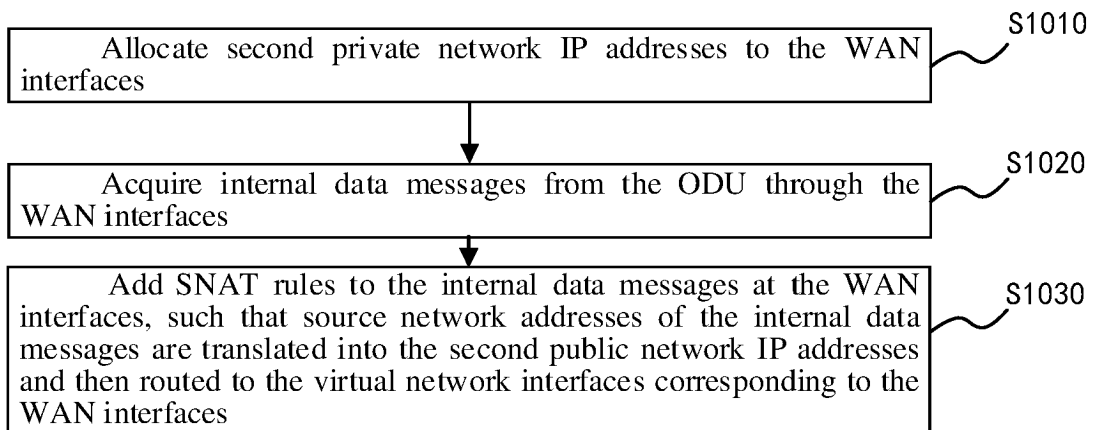 S1010
Allocate second private network IP addresses to the WAN
interfaces
S1020
Acquire internal data messages from the ODU through the
WAN interfaces
S1030
Add SNAT rules to the internal data messages at the WAN
interfaces, such that source network addresses of the internal data
messages are translated into the second public network IP addresses
and then routed to the virtual network interfaces corresponding to the
WAN interfaces